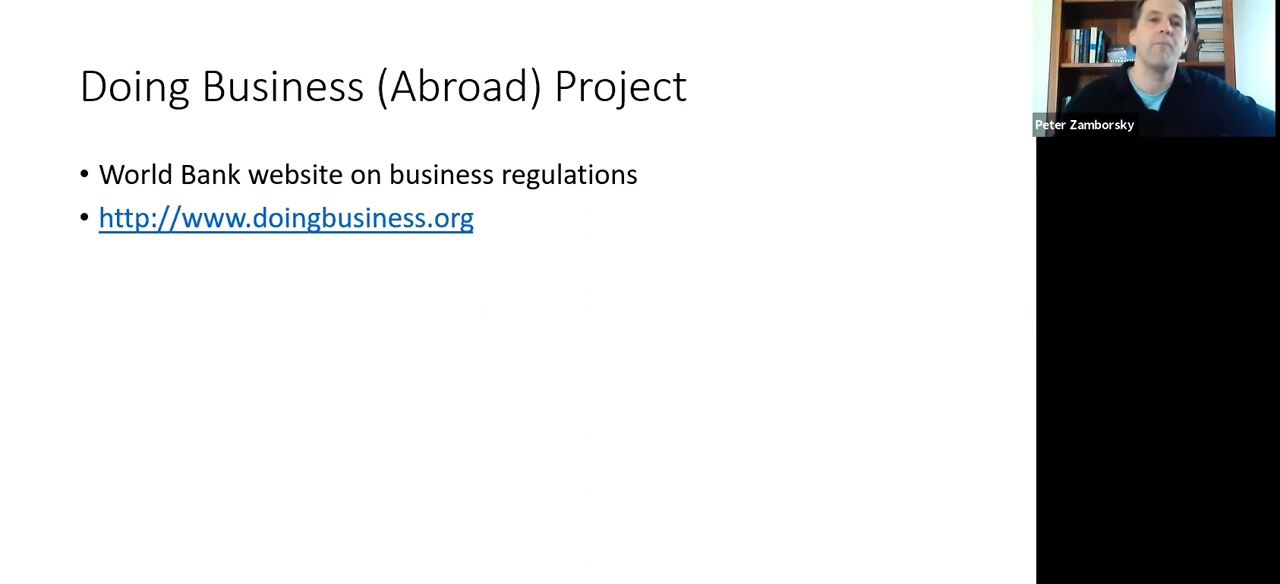 Doing Business (Abroad) Project
• World Bank website on business regulations
• http://www.doingbusiness.org
Peter Zamborsky